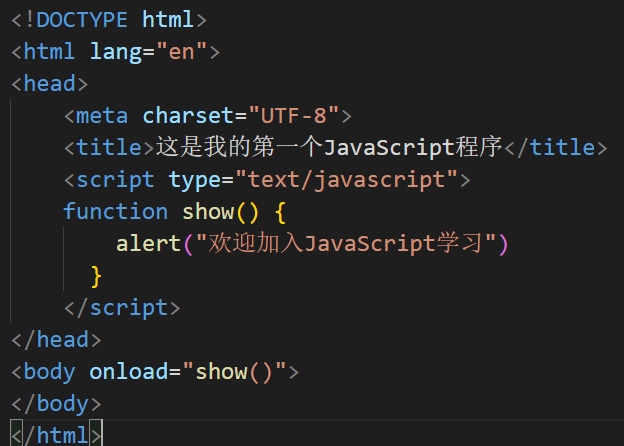 <!DOCTYPE html>
<html lang="en">
<head>
    <meta charset="UTF-8">
    <title>这是我的第一个JavaScript程序</title>
    <script type="text/javascript">
    function show() {
        alert("欢迎加入JavaScript学习")
      }
    </script>
</head>
<body onload="show()">
</body>
</html>